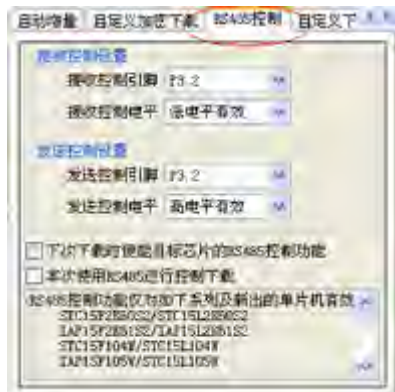 启动增量 自定义加密下载 RS485控制 自定义下
接收控制设置
接收控制引脚 P3.2
接收控制电平 低电平有效
发送控制设置
发送控制引脚 P3.2
发送控制电平 高电平有效
下次下载时使能目标芯片的RS485控制功能
本次使用RS485进行控制下载
RS485控制功能仅对如下系列及新出的单片机有效
STC15F2K60S2/STC15L2K60S2
IAP15F2K61S2/IAP15L2K61S2
STC15F104W/STC15L104W
IAP15F105W/STC15L105W